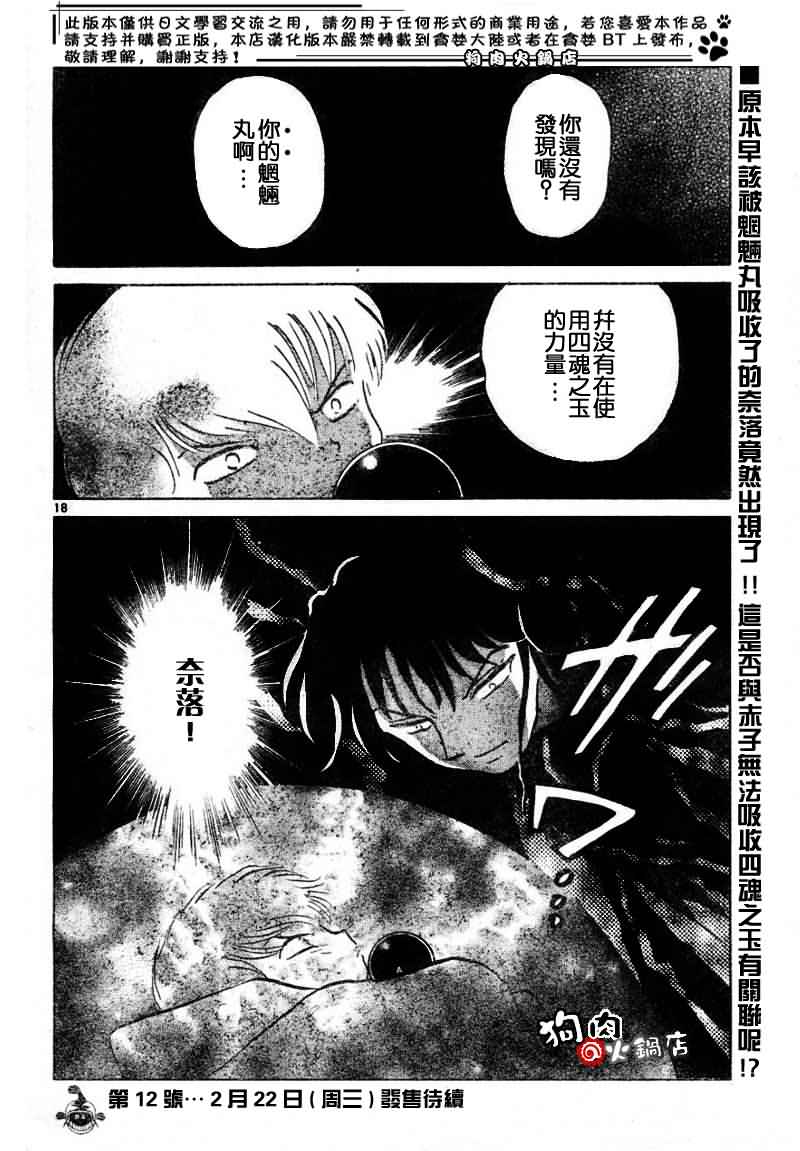 此版本僅供日文學習交流之用，請勿用于任何形式的商業用途，若您喜愛本作品
請支持并購買正版，本店漢化版本嚴禁轉載到貪婪大陸或者在貪婪BT上發布，
敬請理解，謝謝支持！
狗肉火鍋店
■原本早該被魍魎丸吸收了的奈落竟然出現了!!這是否與赤子無法吸收四魂之玉有關聯呢!?
你還沒有
發現嗎？
你的魍魎
丸啊…
并沒有在使
用四魂之玉
的力量…
18
ガシ
奈落！
ワ
狗肉
@火鍋店
第12號…2月22日(周三)發售待續